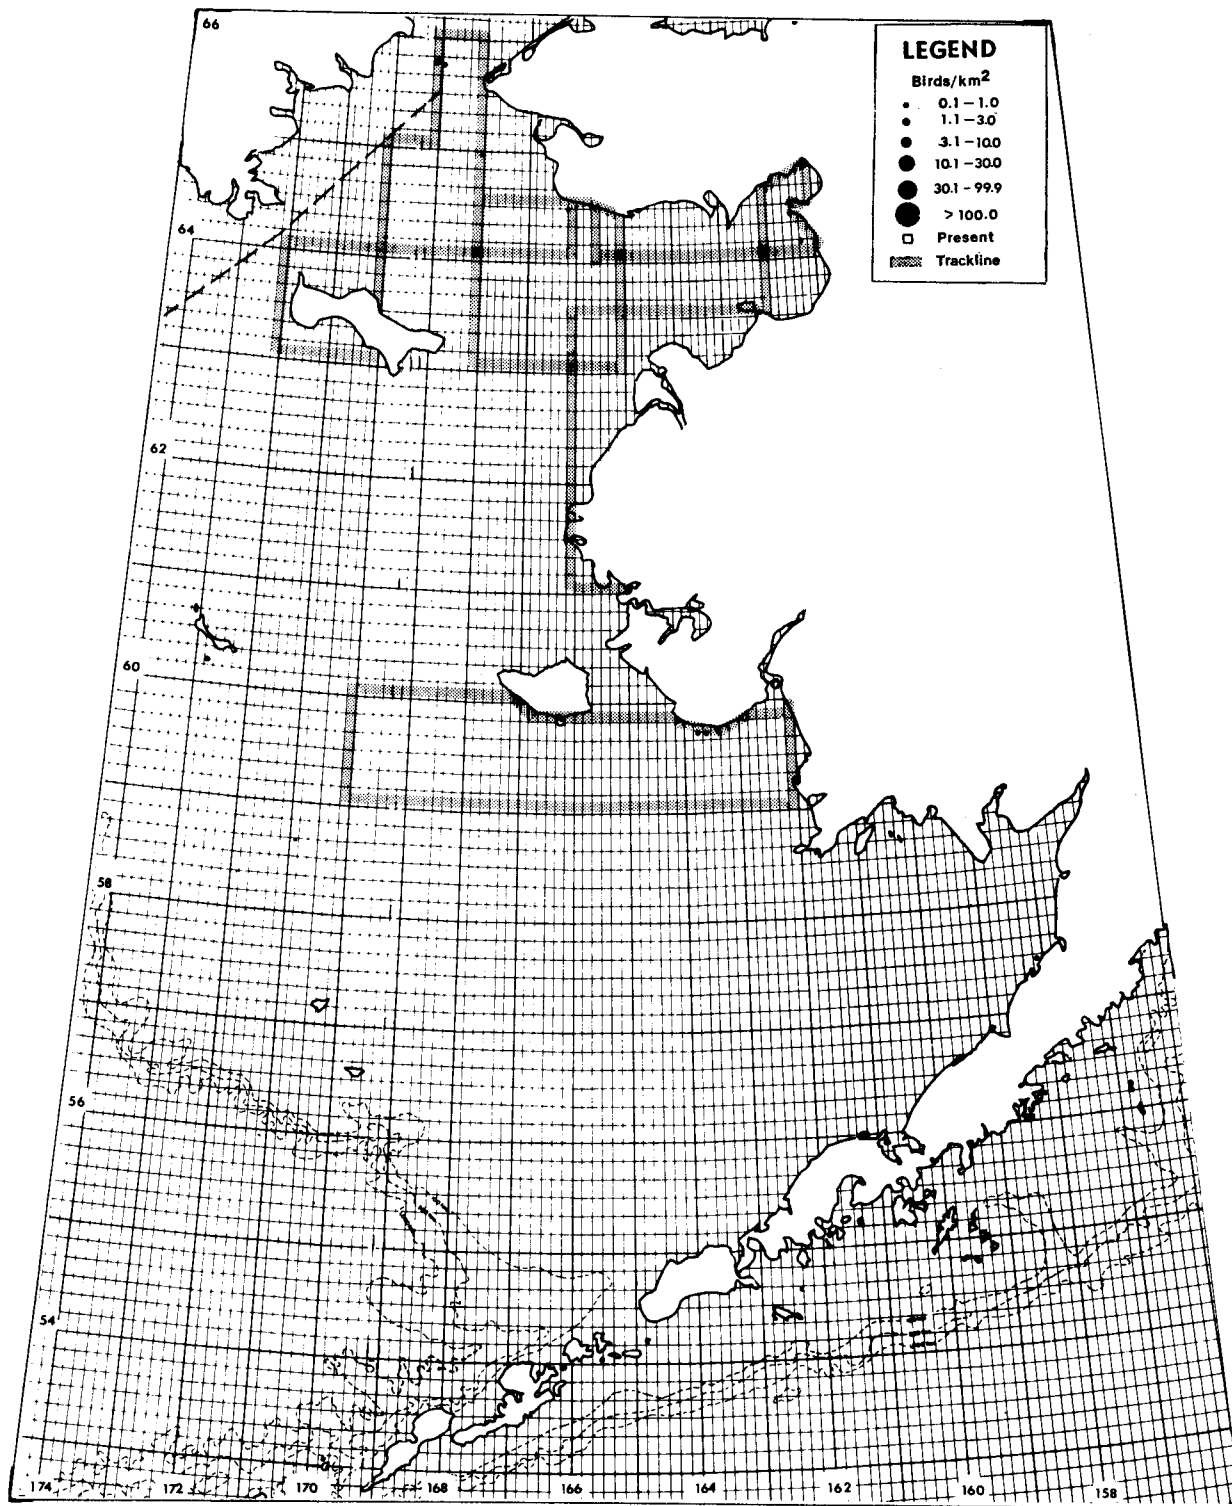 66
LEGEND
Birds/km2
0.1 – 1.0
1.1 – 3.0
3.1 – 10.0
10.1 – 30.0
30.1 – 99.9
> 100.0
Present
Trackline
64
62
60
58
56
54
174 172 170 168 166 164 162 160 158